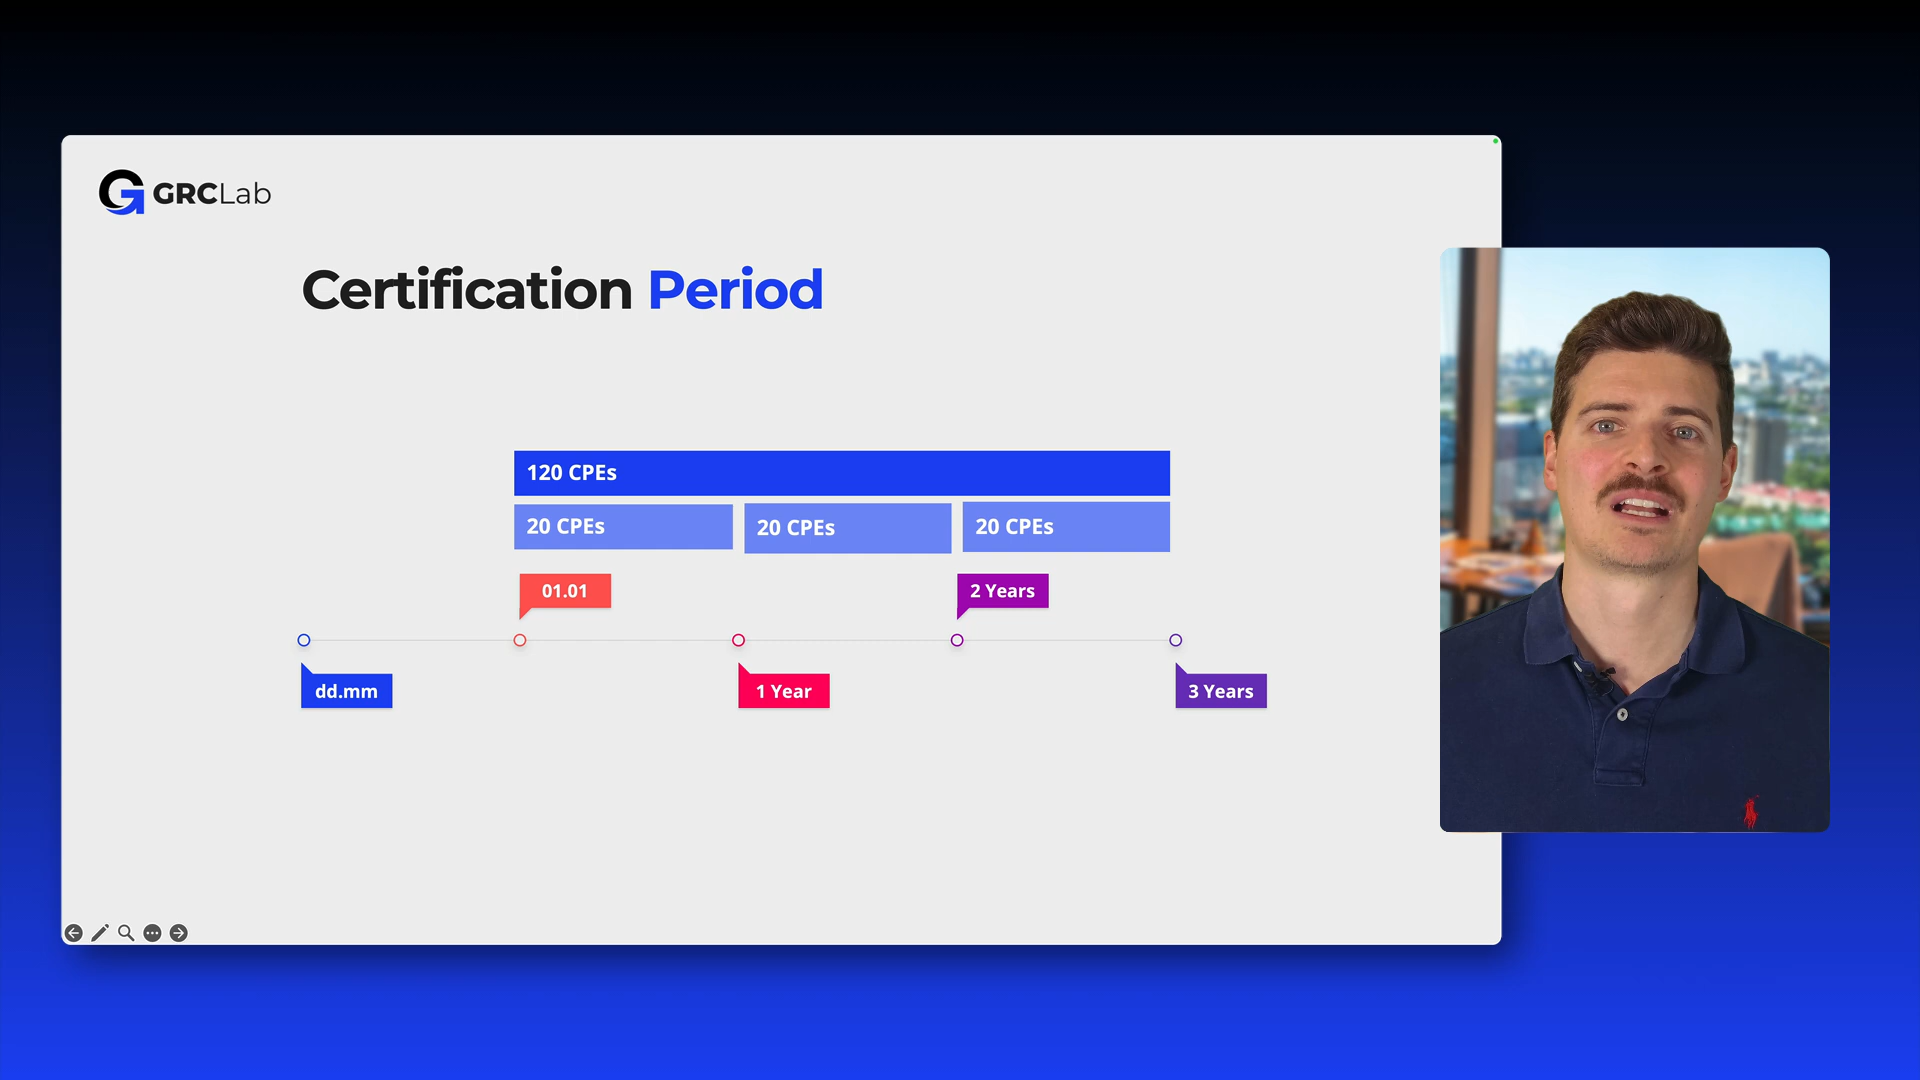 GRCLab
Certification Period
120 CPEs
20 CPEs 20 CPEs 20 CPEs
01.01 2 Years
dd.mm 1 Year 3 Years